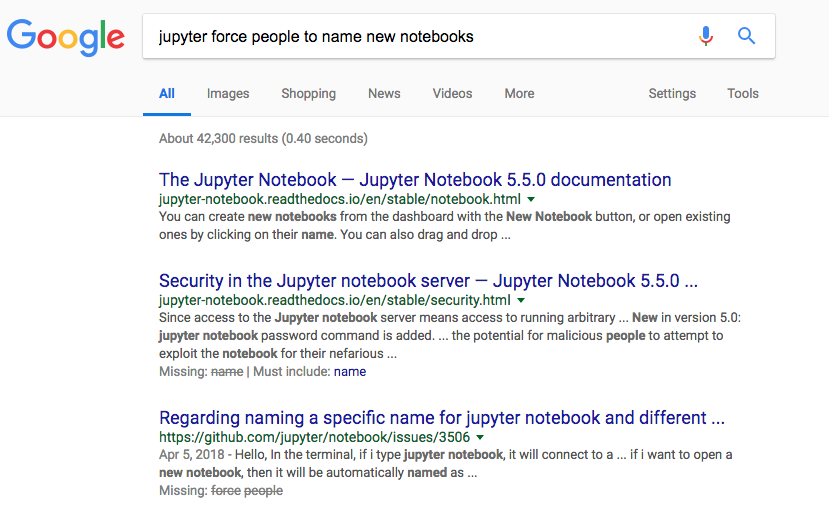 Google
jupyter force people to name new notebooks
All Images Shopping News Videos More Settings Tools
About 42,300 results (0.40 seconds)
The Jupyter Notebook — Jupyter Notebook 5.5.0 documentation
jupyter-notebook.readthedocs.io/en/stable/notebook.html
You can create new notebooks from the dashboard with the New Notebook button, or open existing
ones by clicking on their name. You can also drag and drop ...
Security in the Jupyter notebook server — Jupyter Notebook 5.5.0 ...
jupyter-notebook.readthedocs.io/en/stable/security.html
Since access to the Jupyter notebook server means access to running arbitrary ... New in version 5.0:
jupyter notebook password command is added. ... the potential for malicious people to attempt to
exploit the notebook for their nefarious ...
Missing: name | Must include: name
Regarding naming a specific name for jupyter notebook and different ...
https://github.com/jupyter/notebook/issues/3506
Apr 5, 2018 - Hello, In the terminal, if i type jupyter notebook, it will connect to a ... if i want to open a
new notebook, then it will be automatically named as ...
Missing: force people